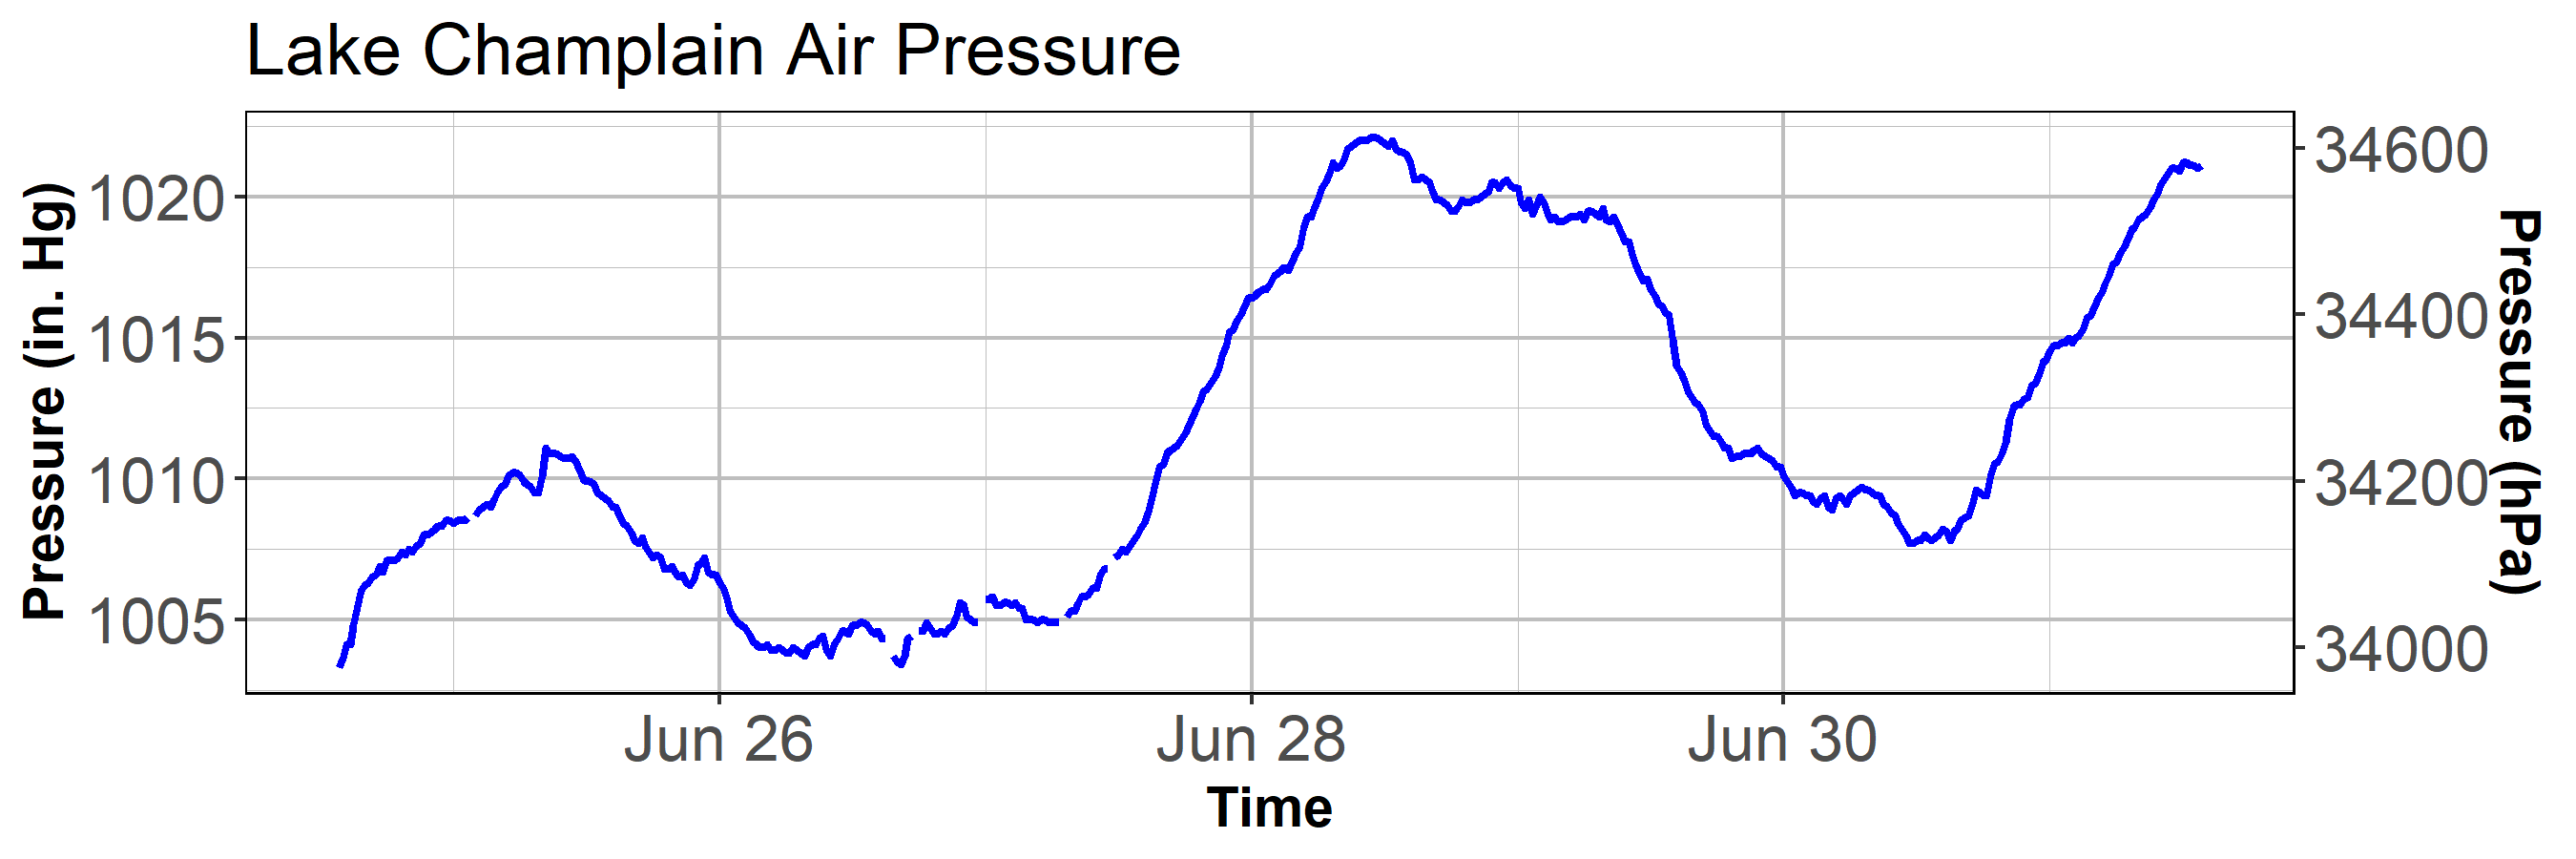 Lake Champlain Air Pressure
Pressure (in. Hg)
1020
1015
1010
1005
34600
34400
34200
34000
Pressure (hPa)
Jun 26
Jun 28
Jun 30
Time